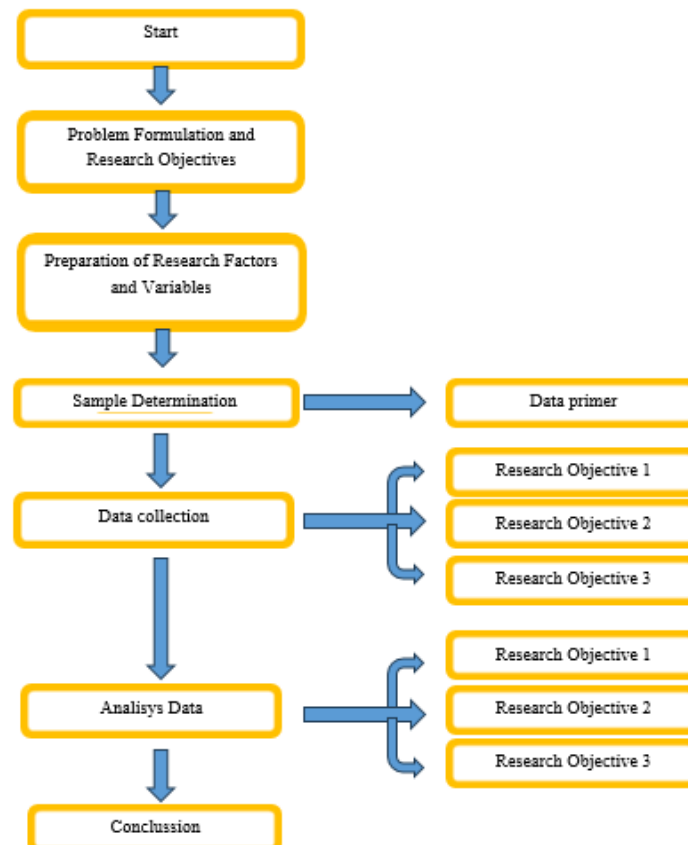 Start
Problem Formulation and
Research Objectives
Preparation of Research Factors
and Variables
Sample Determination
Data primer
Data collection
Research Objective 1
Research Objective 2
Research Objective 3
Analisys Data
Research Objective 1
Research Objective 2
Research Objective 3
Conclussion